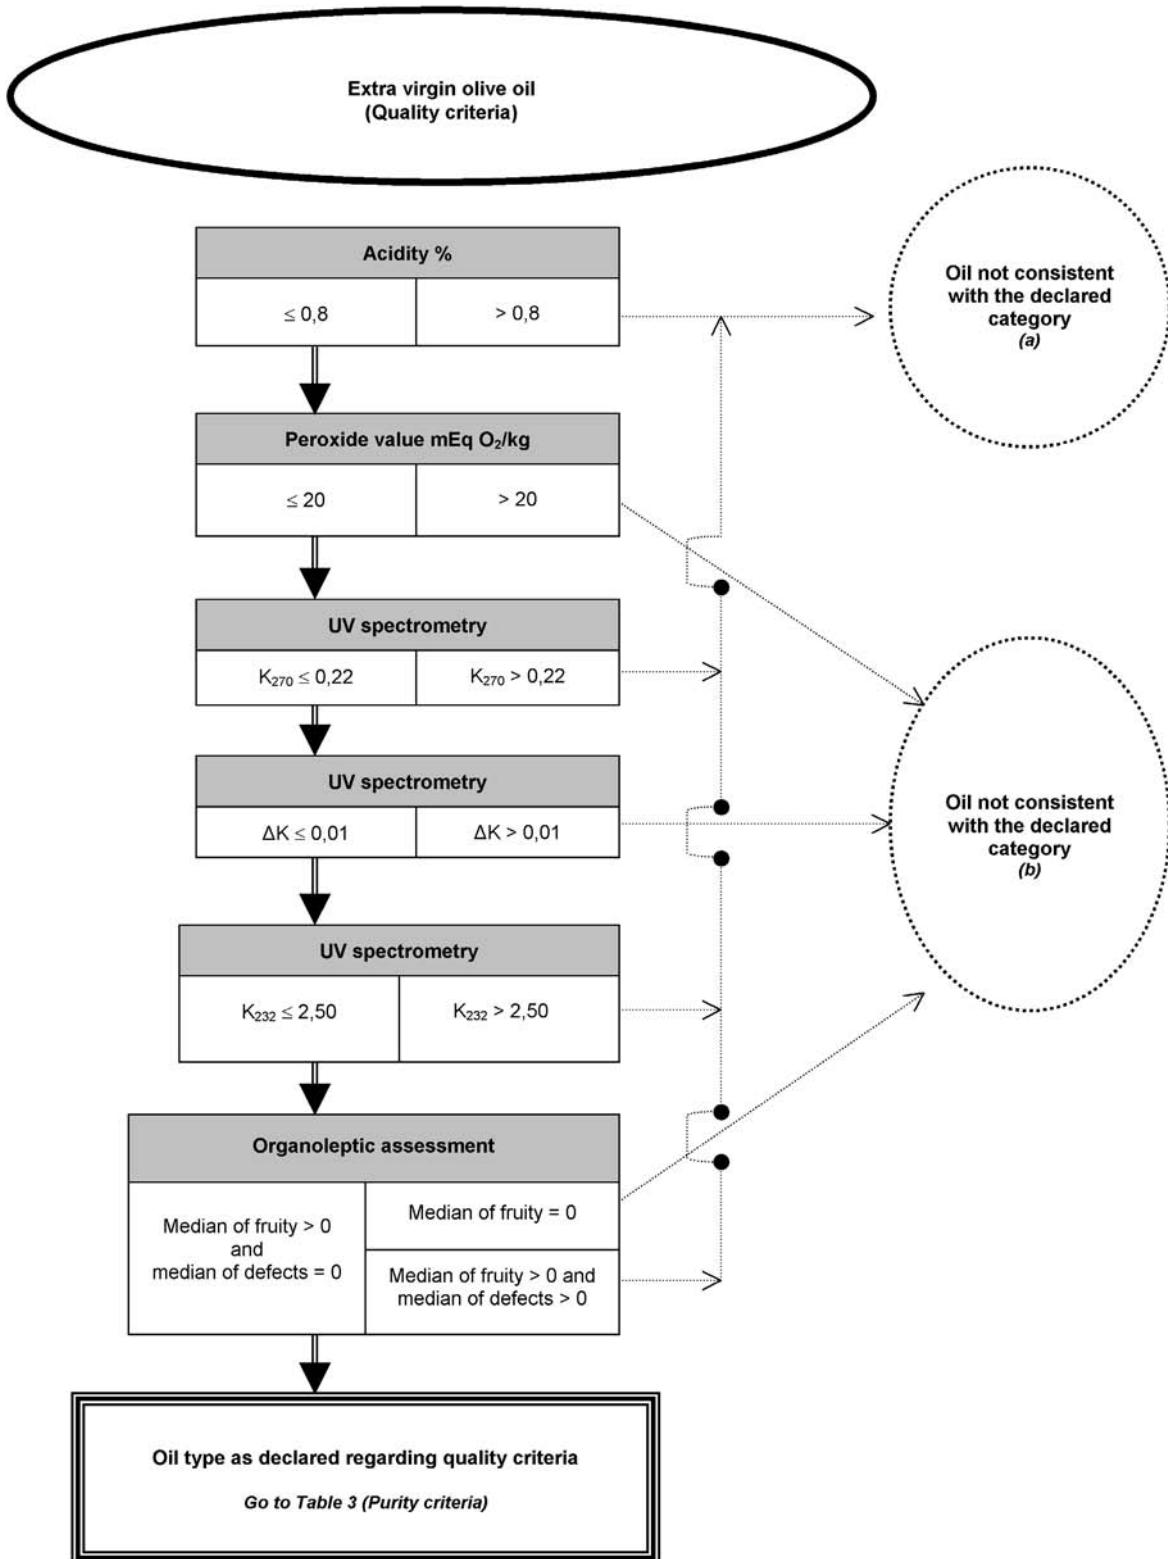 Extra virgin olive oil
(Quality criteria)
Acidity %
≤ 0,8
> 0,8
Oil not consistent
with the declared
category
(a)
Peroxide value mEq O₂/kg
≤ 20
> 20
UV spectrometry
K₂₇₀ ≤ 0,22
K₂₇₀ > 0,22
UV spectrometry
ΔK ≤ 0,01
ΔK > 0,01
Oil not consistent
with the declared
category
(b)
UV spectrometry
K₂₃₂ ≤ 2,50
K₂₃₂ > 2,50
Organoleptic assessment
Median of fruity > 0
and
median of defects = 0
Median of fruity = 0
Median of fruity > 0 and
median of defects > 0
Oil type as declared regarding quality criteria
Go to Table 3 (Purity criteria)